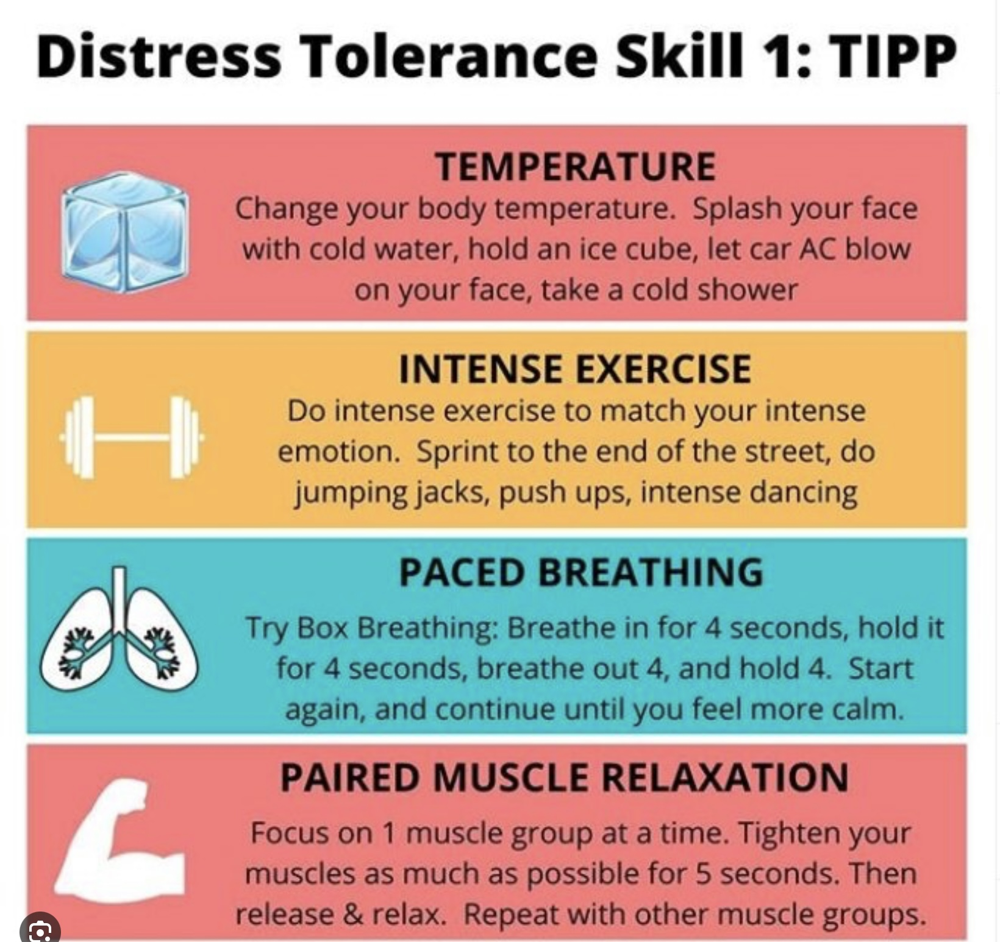 Distress Tolerance Skill 1: TIPP
TEMPERATURE
Change your body temperature.  Splash your face
with cold water, hold an ice cube, let car AC blow
on your face, take a cold shower
INTENSE EXERCISE
Do intense exercise to match your intense
emotion.  Sprint to the end of the street, do
jumping jacks, push ups, intense dancing
PACED BREATHING
Try Box Breathing: Breathe in for 4 seconds, hold it
for 4 seconds, breathe out 4, and hold 4.  Start
again, and continue until you feel more calm.
PAIRED MUSCLE RELAXATION
Focus on 1 muscle group at a time. Tighten your
muscles as much as possible for 5 seconds. Then
release & relax.  Repeat with other muscle groups.